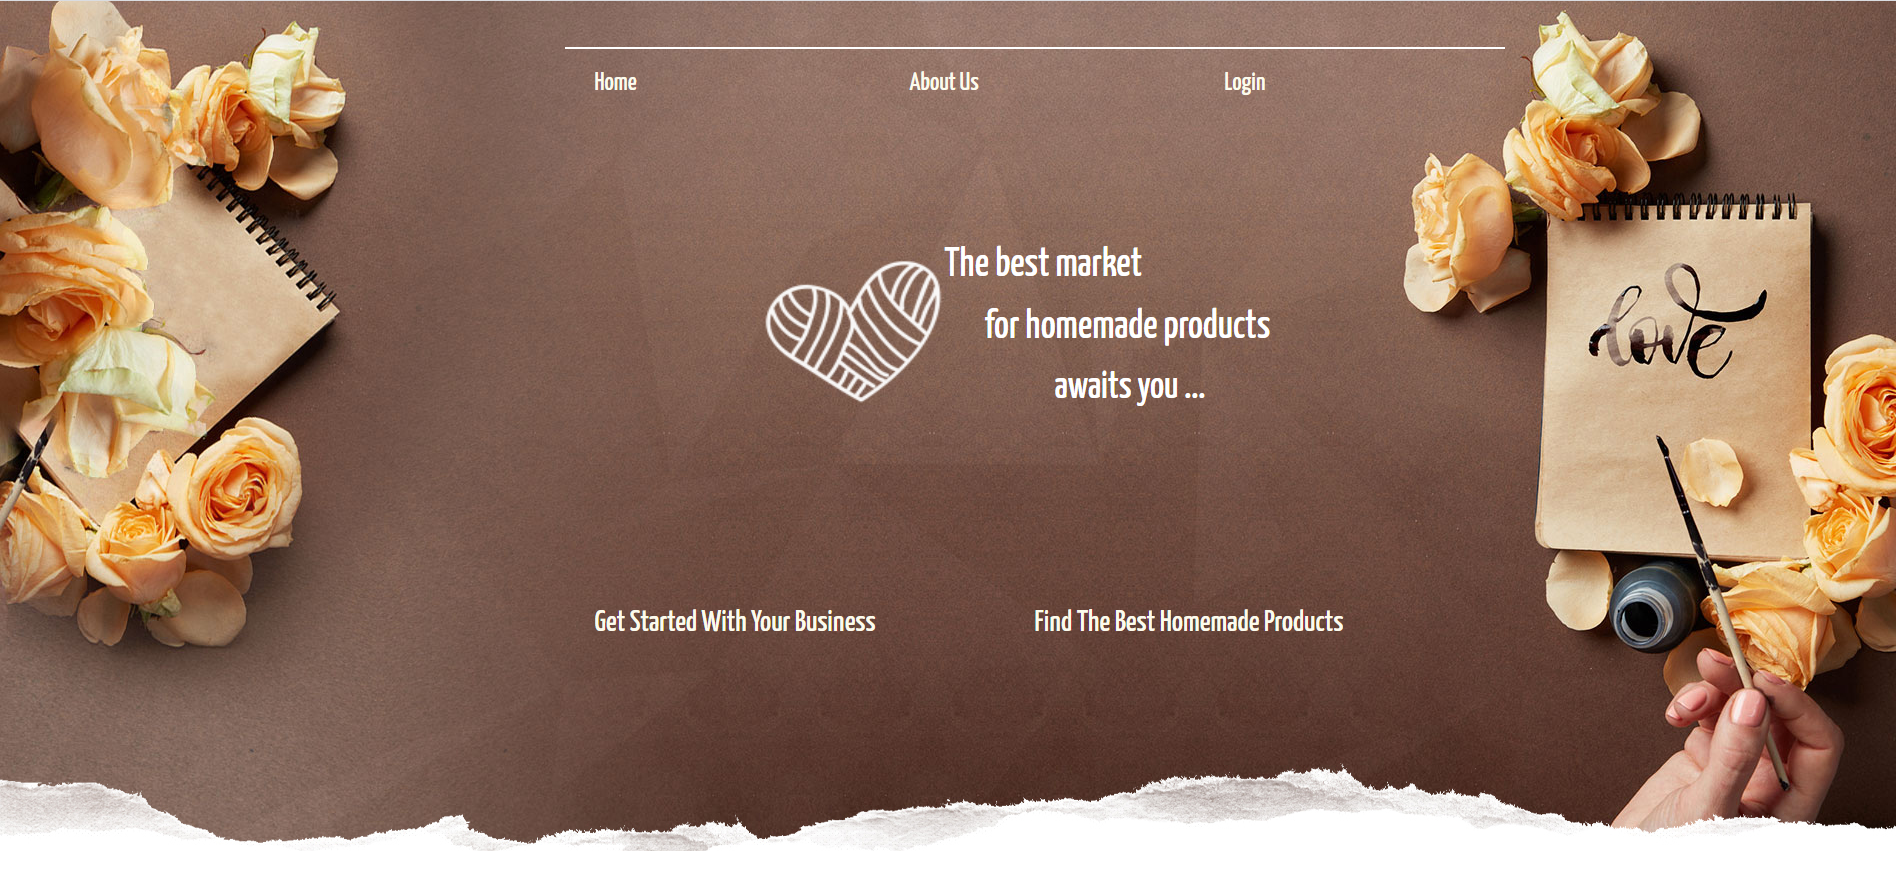 Home
About Us
Login
The best market
for homemade products
awaits you ...
love
Get Started With Your Business
Find The Best Homemade Products